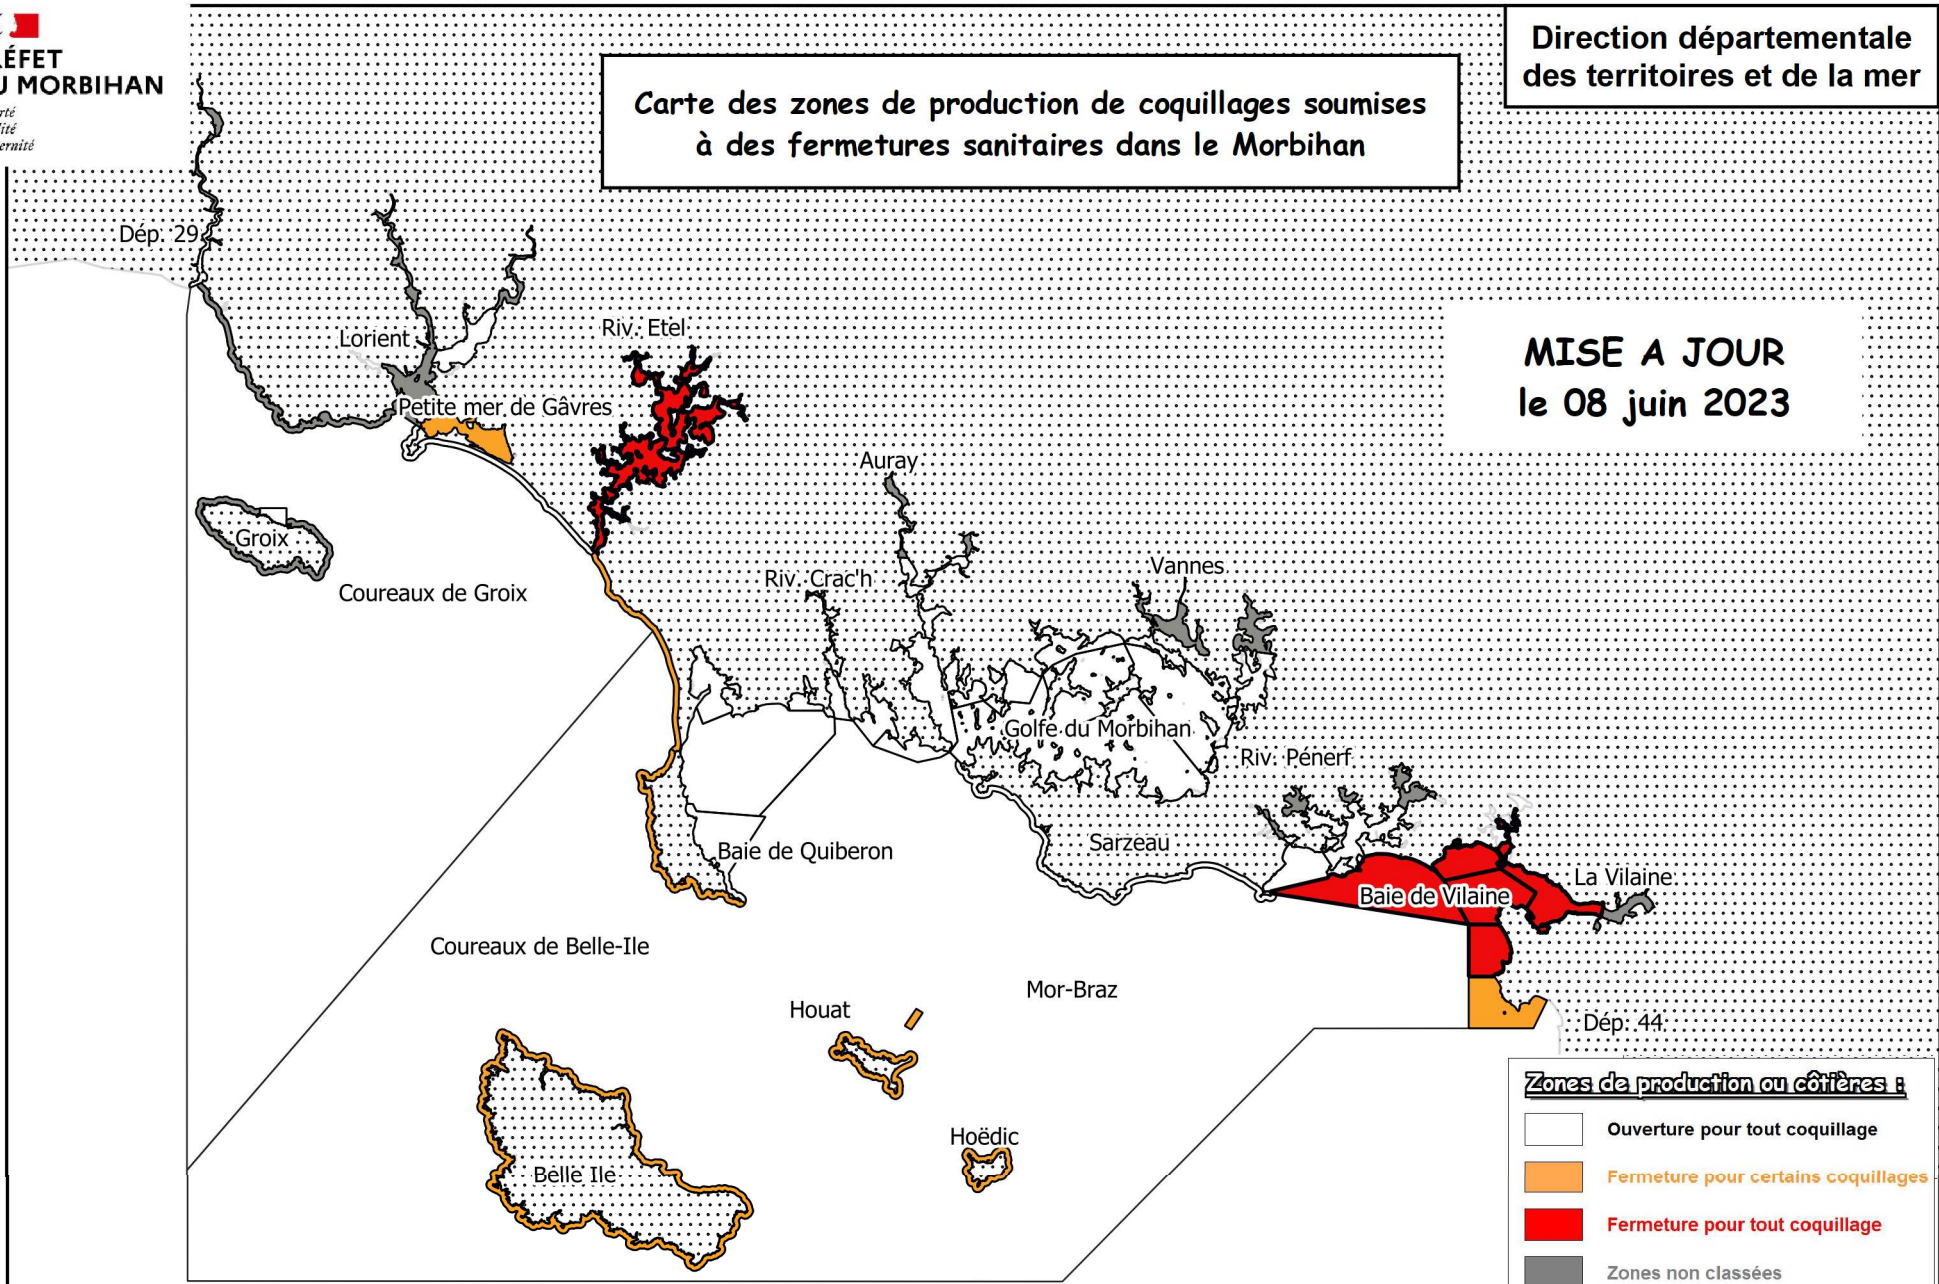 ÉFET
U MORBIHAN
rté
ité
ernité
Direction départementale
des territoires et de la mer
Carte des zones de production de coquillages soumises
à des fermetures sanitaires dans le Morbihan
MISE A JOUR
le 08 juin 2023
Dép. 29
Lorient
Riv. Etel
Petite mer de Gâvres
Auray
Groix
Coureaux de Groix
Riv. Crac'h
Vannes
Golfe du Morbihan
Riv. Pénerf
Sarzeau
Baie de Quiberon
La Vilaine
Baie de Vilaine
Coureaux de Belle-Ile
Mor-Braz
Houat
Dép. 44
Hoëdic
Belle Ile
Zones de production ou côtières :
Ouverture pour tout coquillage
Fermeture pour certains coquillages
Fermeture pour tout coquillage
Zones non classées